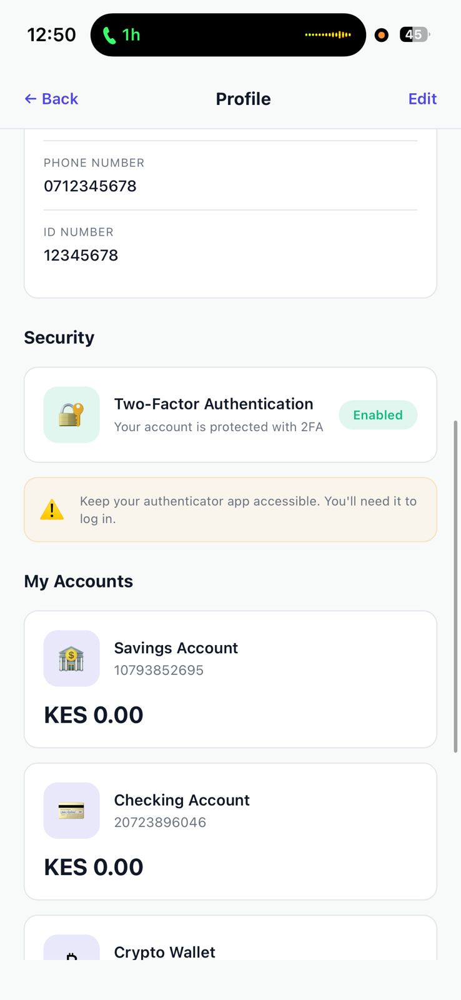 12:50
1h
45
← Back
Profile
Edit
PHONE NUMBER
0712345678
ID NUMBER
12345678
Security
Two-Factor Authentication
Your account is protected with 2FA
Enabled
Keep your authenticator app accessible. You'll need it to
log in.
My Accounts
Savings Account
10793852695
KES 0.00
Checking Account
20723896046
KES 0.00
Crypto Wallet